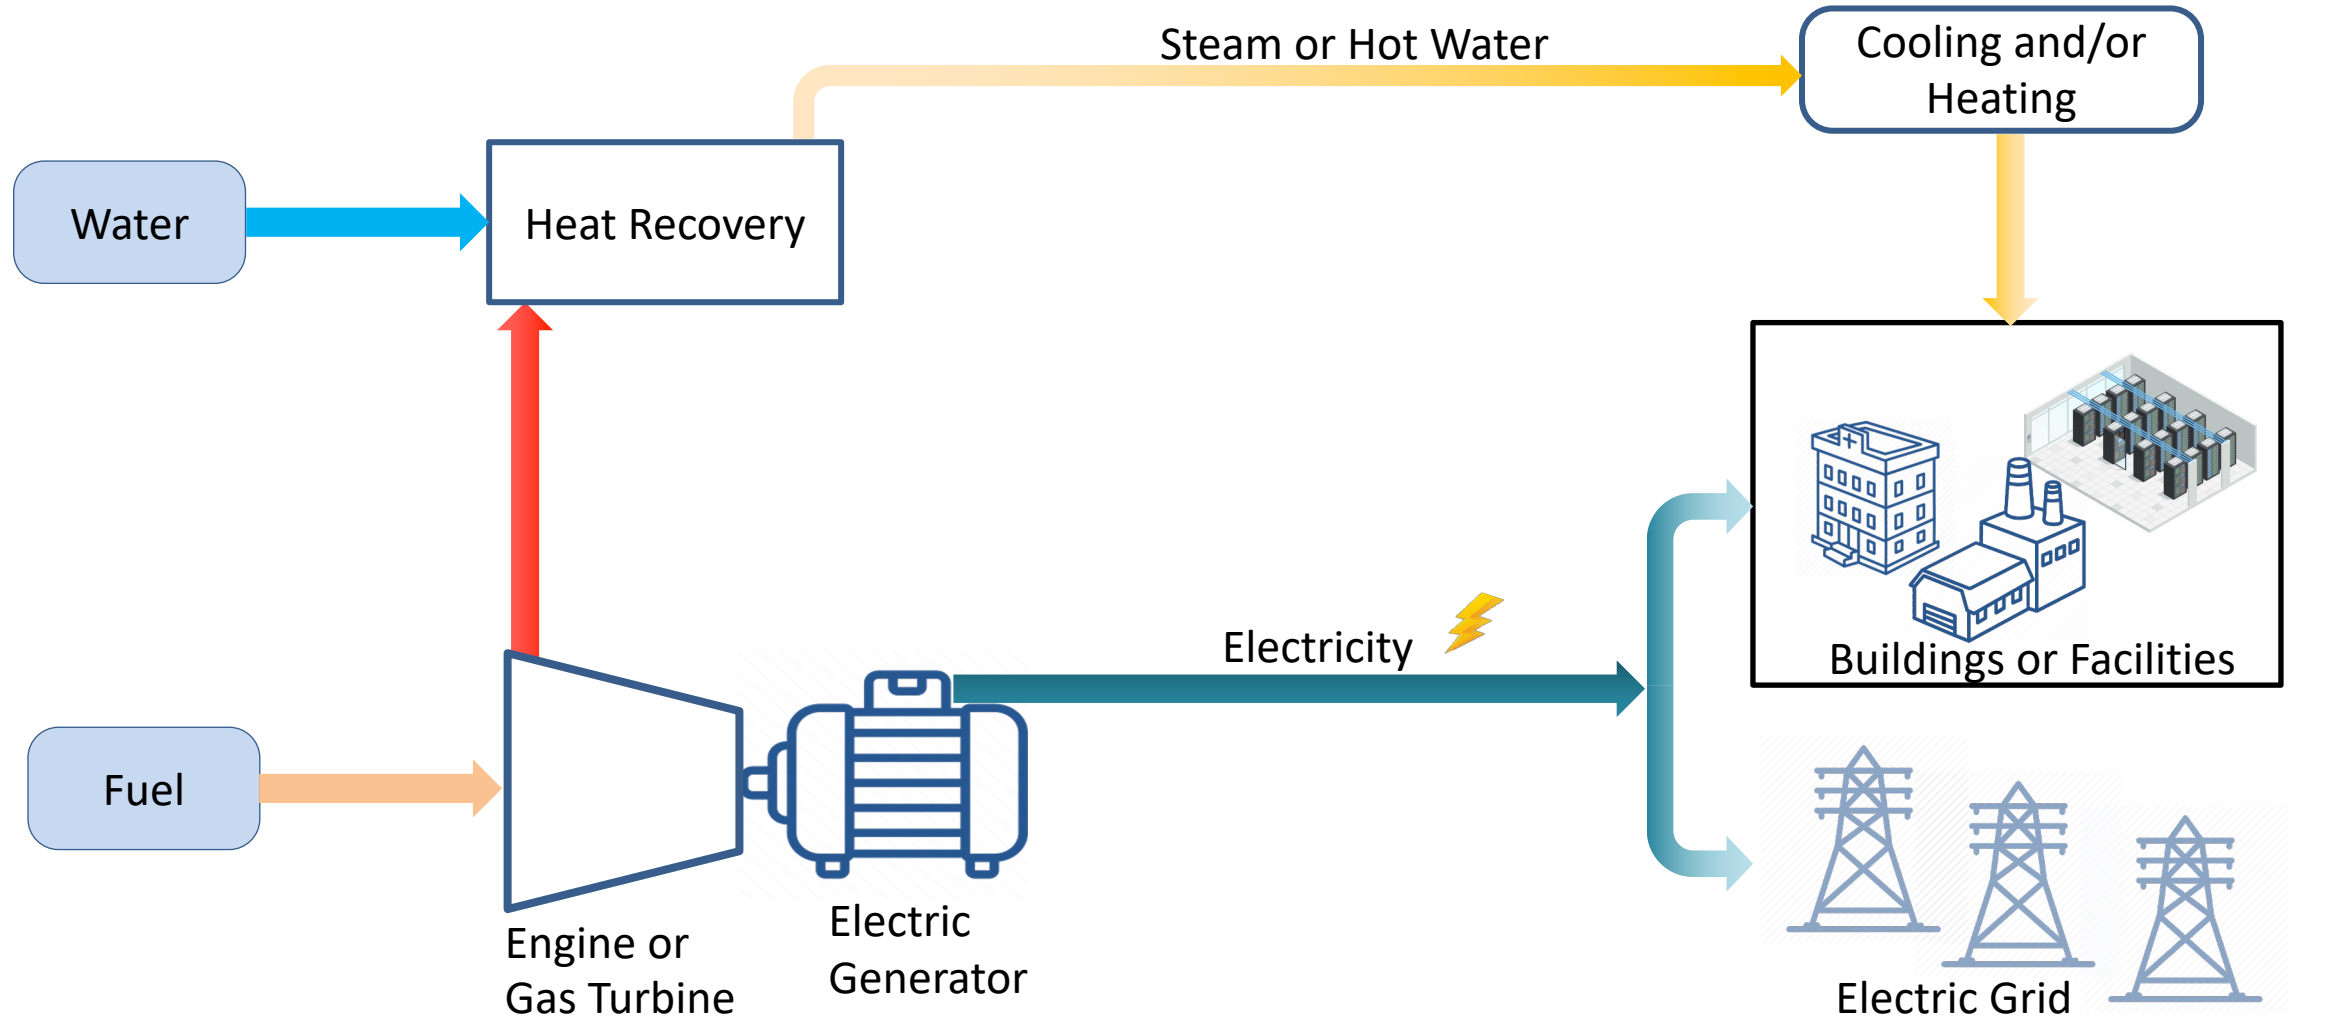 Steam or Hot Water
Cooling and/or
Heating
Water
Heat Recovery
Electricity
Buildings or Facilities
Fuel
Engine or
Gas Turbine
Electric
Generator
Electric Grid